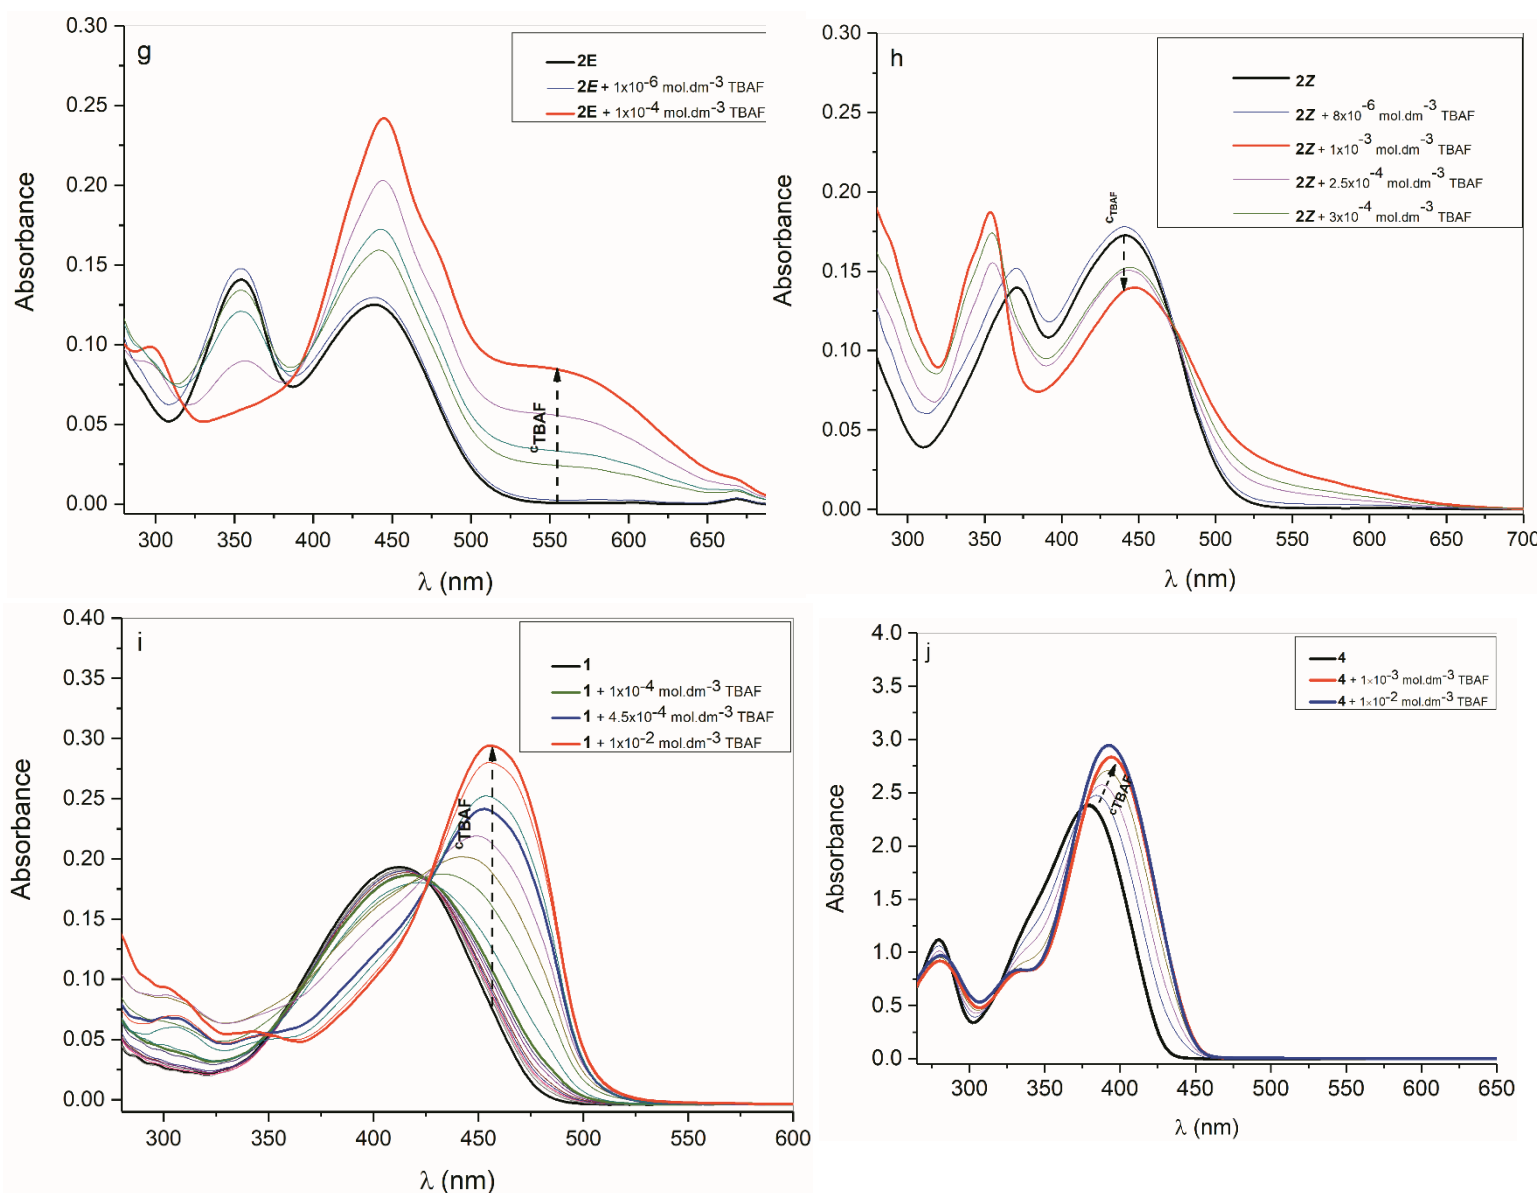 g
2E
2E + 1x10⁻⁶ mol.dm⁻³ TBAF
2E + 1x10⁻⁴ mol.dm⁻³ TBAF
0.30
0.25
0.20
0.15
0.10
0.05
0.00
Absorbance
cTBAF
300 350 400 450 500 550 600 650
λ (nm)
h
2Z
2Z + 8x10⁻⁶ mol.dm⁻³ TBAF
2Z + 1x10⁻³ mol.dm⁻³ TBAF
2Z + 2.5x10⁻⁴ mol.dm⁻³ TBAF
2Z + 3x10⁻⁴ mol.dm⁻³ TBAF
0.30
0.25
0.20
0.15
0.10
0.05
0.00
Absorbance
cTBAF
300 350 400 450 500 550 600 650 700
λ (nm)
i
1
1 + 1x10⁻⁴ mol.dm⁻³ TBAF
1 + 4.5x10⁻⁴ mol.dm⁻³ TBAF
1 + 1x10⁻² mol.dm⁻³ TBAF
0.40
0.35
0.30
0.25
0.20
0.15
0.10
0.05
0.00
Absorbance
cTBAF
300 350 400 450 500 550 600
λ (nm)
j
4
4 + 1×10⁻³ mol.dm⁻³ TBAF
4 + 1×10⁻² mol.dm⁻³ TBAF
4.0
3.5
3.0
2.5
2.0
1.5
1.0
0.5
0.0
Absorbance
cTBAF
300 350 400 450 500 550 600 650
λ (nm)